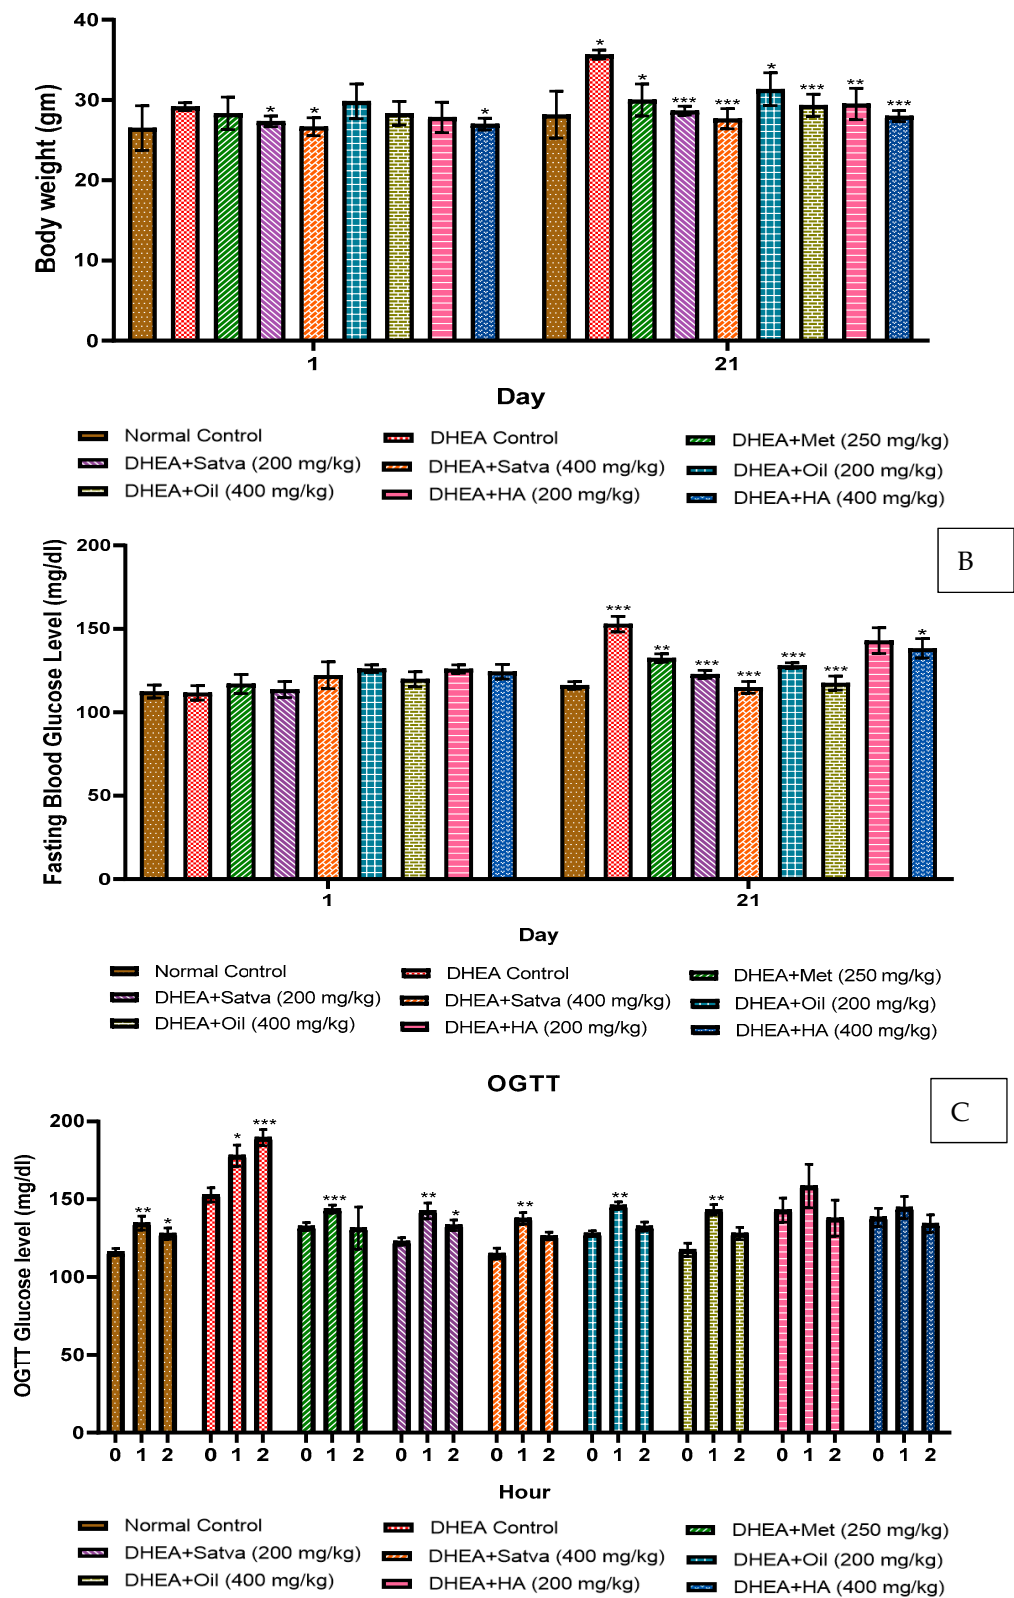 40
30
20
10
0
Body weight (gm)
* * * * * *** *** * *** ** ***
1 21
Day
Normal Control DHEA Control DHEA+Met (250 mg/kg)
DHEA+Satva (200 mg/kg) DHEA+Satva (400 mg/kg) DHEA+Oil (200 mg/kg)
DHEA+Oil (400 mg/kg) DHEA+HA (200 mg/kg) DHEA+HA (400 mg/kg)
B
200
150
100
50
0
Fasting Blood Glucose Level (mg/dl)
*** ** *** *** *** *** *
1 21
Day
Normal Control DHEA Control DHEA+Met (250 mg/kg)
DHEA+Satva (200 mg/kg) DHEA+Satva (400 mg/kg) DHEA+Oil (200 mg/kg)
DHEA+Oil (400 mg/kg) DHEA+HA (200 mg/kg) DHEA+HA (400 mg/kg)
OGTT
C
200
150
100
50
0
OGTT Glucose level (mg/dl)
** * * *** *** ** * ** ** **
0 1 2 0 1 2 0 1 2 0 1 2 0 1 2 0 1 2 0 1 2 0 1 2 0 1 2
Hour
Normal Control DHEA Control DHEA+Met (250 mg/kg)
DHEA+Satva (200 mg/kg) DHEA+Satva (400 mg/kg) DHEA+Oil (200 mg/kg)
DHEA+Oil (400 mg/kg) DHEA+HA (200 mg/kg) DHEA+HA (400 mg/kg)